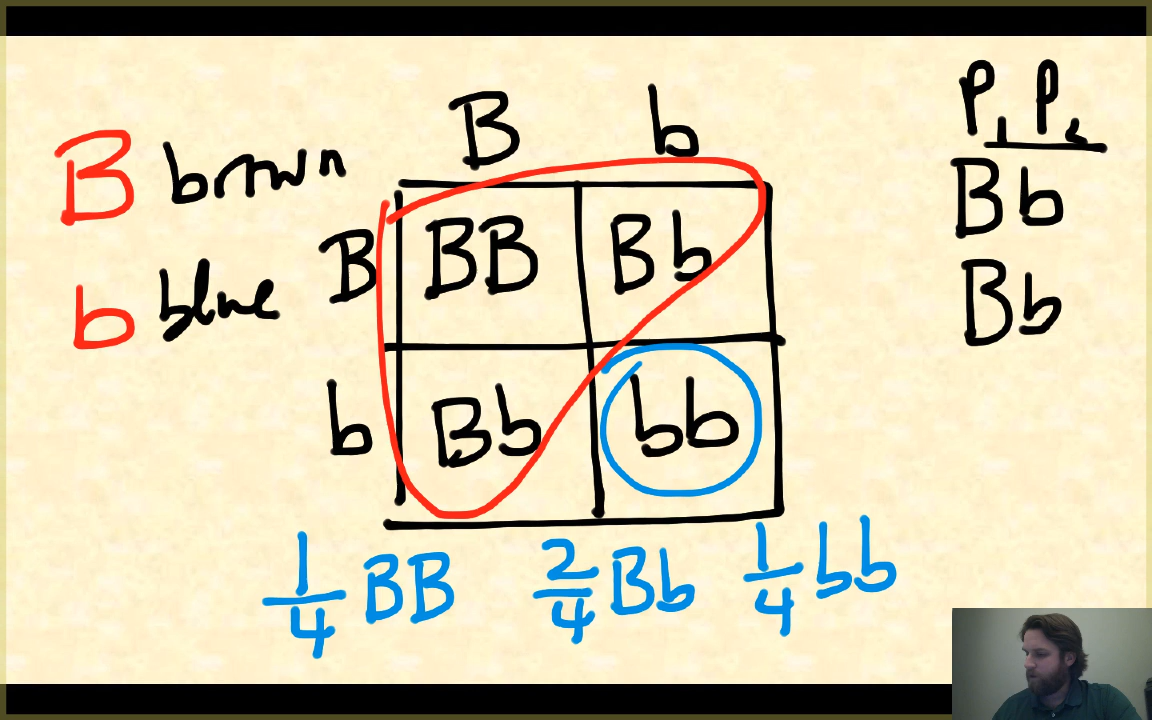 P1 P2
B b
B brown
B BB Bb
Bb
b blue
Bb
b Bb bb
1/4 BB 2/4 Bb 1/4 bb